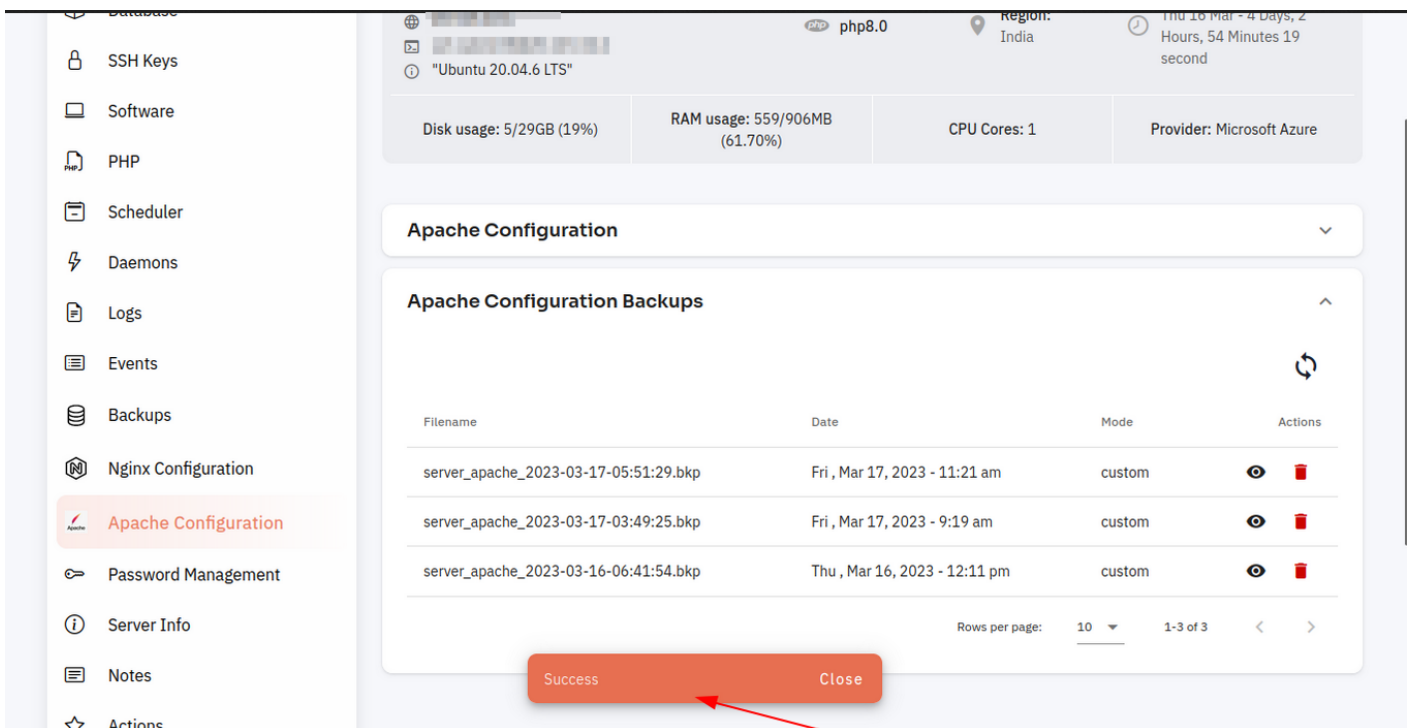 Database
SSH Keys
Software
PHP
Scheduler
Daemons
Logs
Events
Backups
Nginx Configuration
Apache Configuration
Password Management
Server Info
Notes
Actions
"Ubuntu 20.04.6 LTS"
php php8.0
Region:
India
Thu 16 Mar - 4 Days, 2
Hours, 54 Minutes 19
second
Disk usage: 5/29GB (19%)
RAM usage: 559/906MB
(61.70%)
CPU Cores: 1
Provider: Microsoft Azure
Apache Configuration
Apache Configuration Backups
Filename Date Mode Actions
server_apache_2023-03-17-05:51:29.bkp Fri , Mar 17, 2023 - 11:21 am custom
server_apache_2023-03-17-03:49:25.bkp Fri , Mar 17, 2023 - 9:19 am custom
server_apache_2023-03-16-06:41:54.bkp Thu , Mar 16, 2023 - 12:11 pm custom
Rows per page: 10 1-3 of 3
Success Close